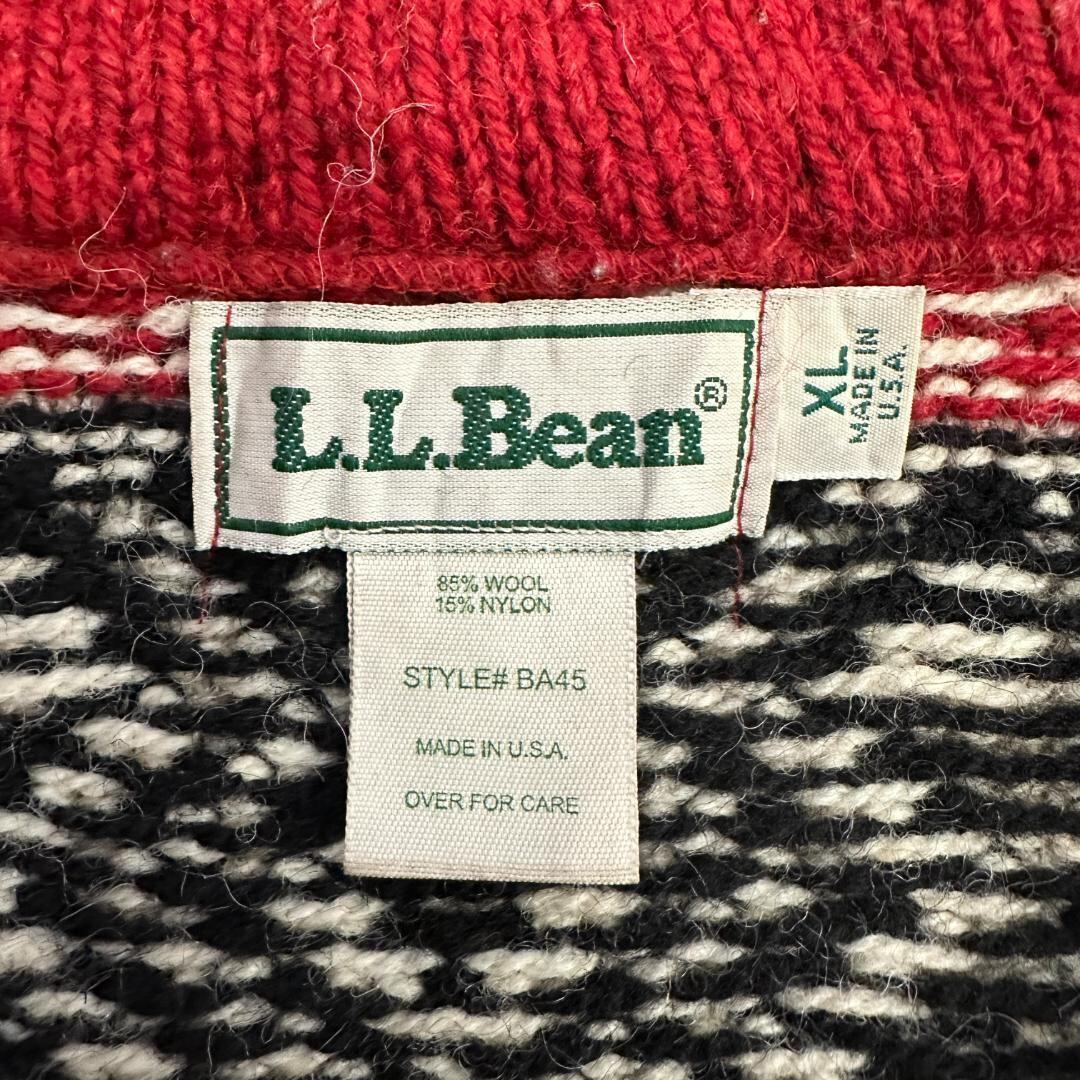 L.L.Bean®
XL
MADE IN
U.S.A.
85% WOOL
15% NYLON
STYLE# BA45
MADE IN U.S.A.
OVER FOR CARE